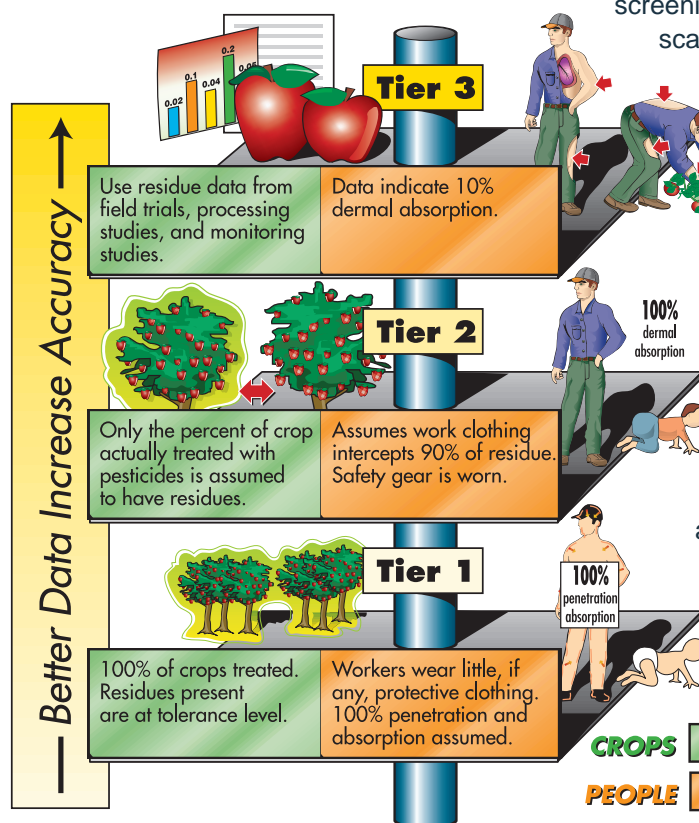 screeni
sca
0.02
0.1
0.04
0.2
0.05
Tier 3
Use residue data from
field trials, processing
studies, and monitoring
studies.
Data indicate 10%
dermal absorption.
Tier 2
100%
dermal
absorption
Only the percent of crop
actually treated with
pesticides is assumed
to have residues.
Assumes work clothing
intercepts 90% of residue.
Safety gear is worn.
a
Tier 1
100%
penetration
absorption
100% of crops treated.
Residues present
are at tolerance level.
Workers wear little, if
any, protective clothing.
100% penetration and
absorption assumed.
CROPS
PEOPLE
Better Data Increase Accuracy